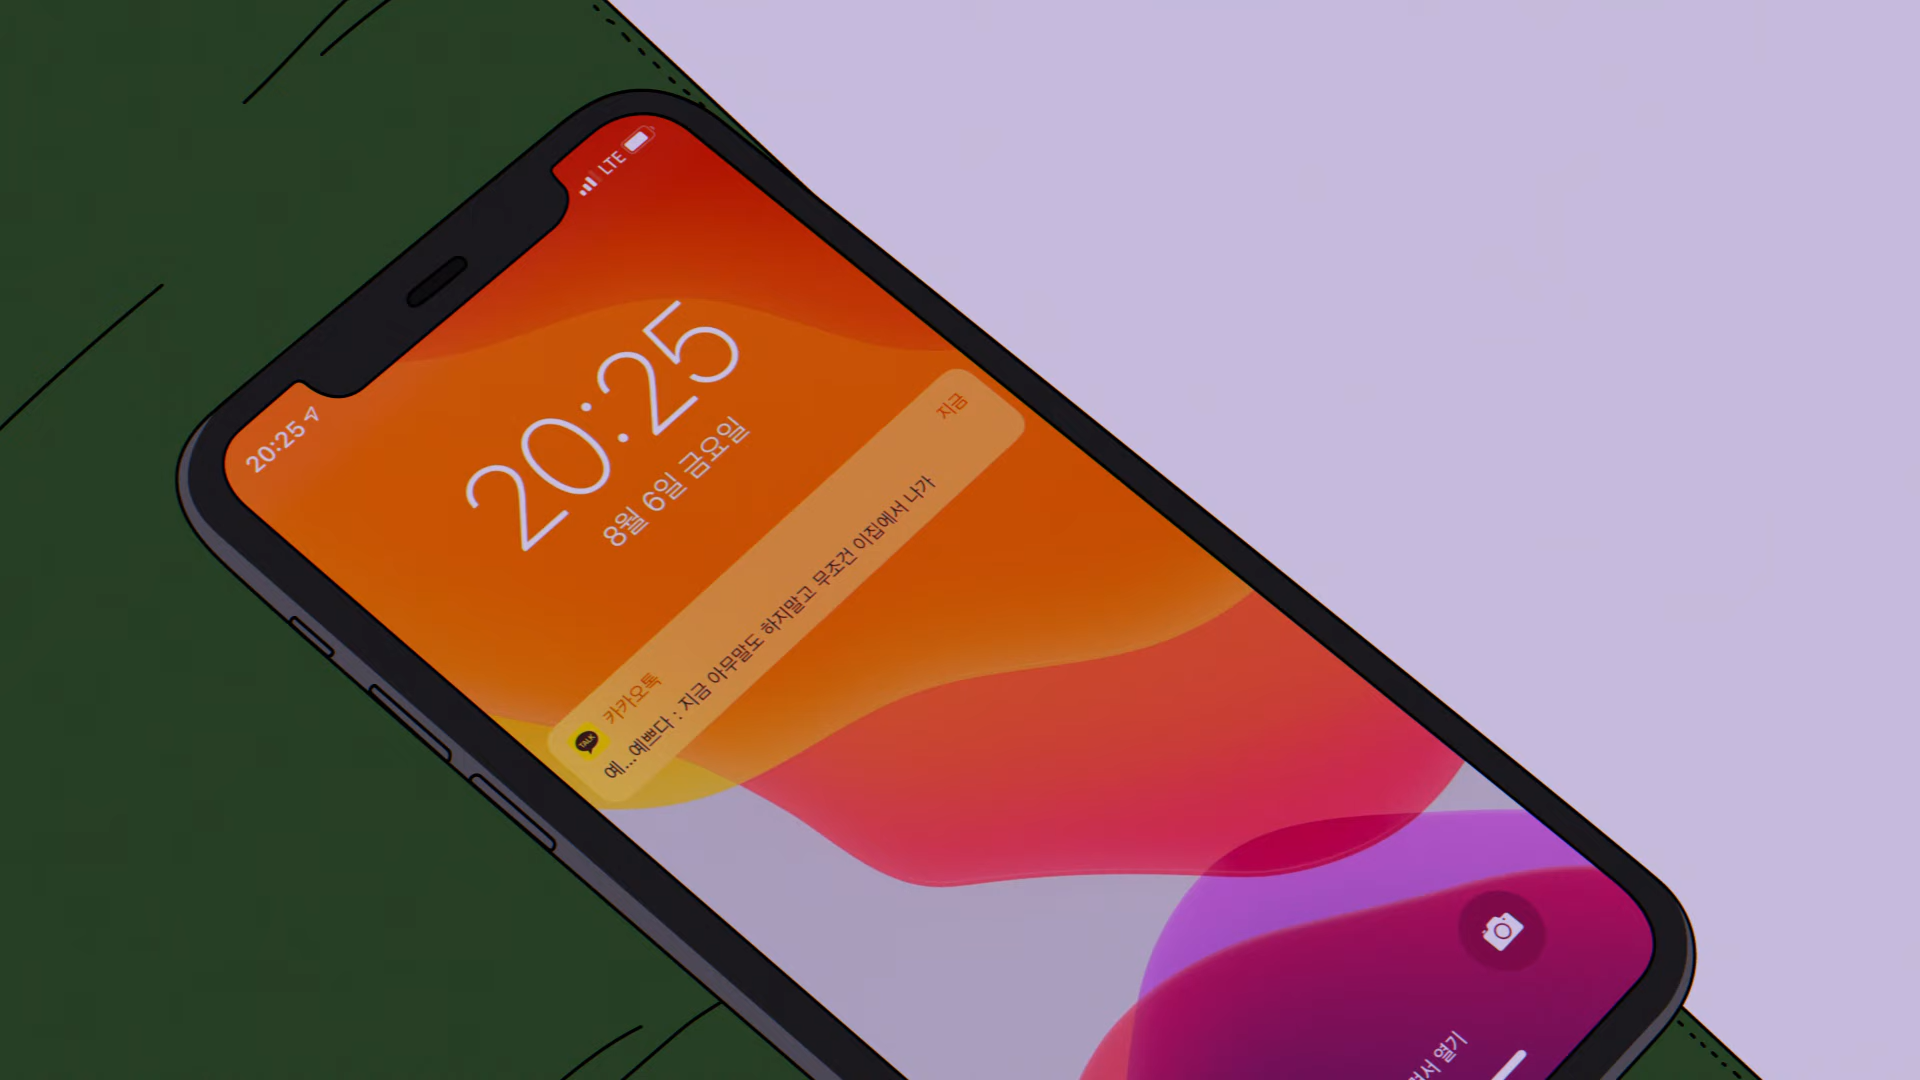 20:25
LTE
20:25
8월 6일 금요일
TALK
카카오톡
지금
예...예쁘다 : 지금 아무말도 하지말고 무조건 이집에서 나가
서 열기